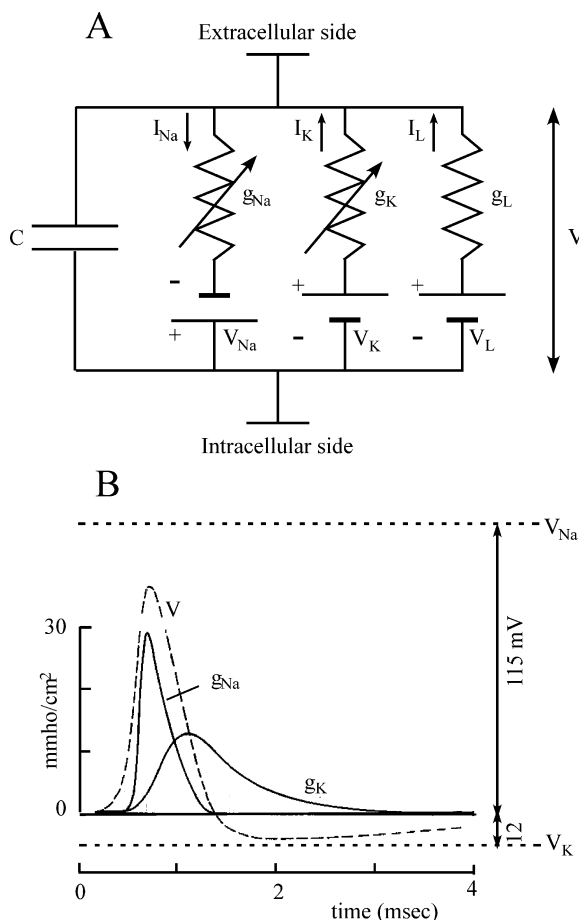 A
Extracellular side
I_Na I_K I_L
g_Na g_K g_L
C V
- + +
+ V_Na - V_K - V_L
Intracellular side
B
V_Na
V
30
g_Na
115 mV
mmho/cm²
g_K
0
12
V_K
0 2 4
time (msec)